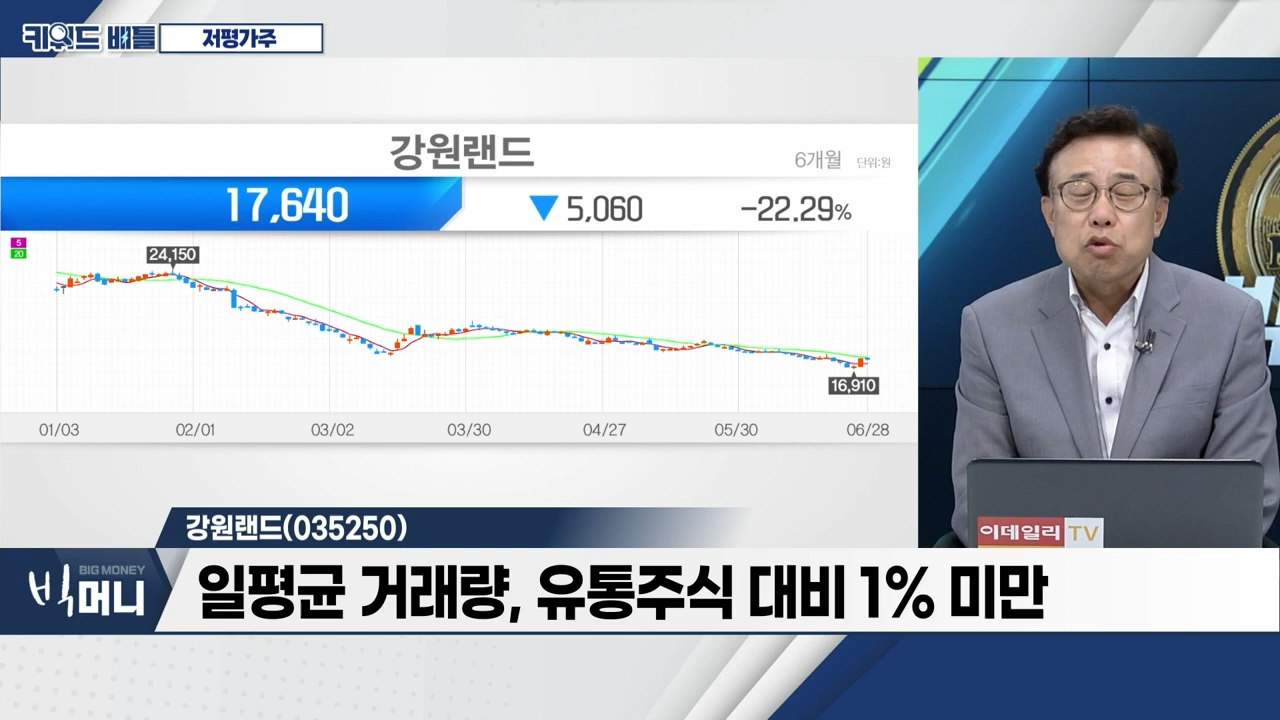 키워드 배틀 저평가주
강원랜드
6개월 단위:원
17,640 ▼ 5,060 -22.29%
5
20
24,150
16,910
01/03 02/01 03/02 03/30 04/27 05/30 06/28
이데일리 TV
강원랜드(035250)
BIG MONEY
빅머니
일평균 거래량, 유통주식 대비 1% 미만